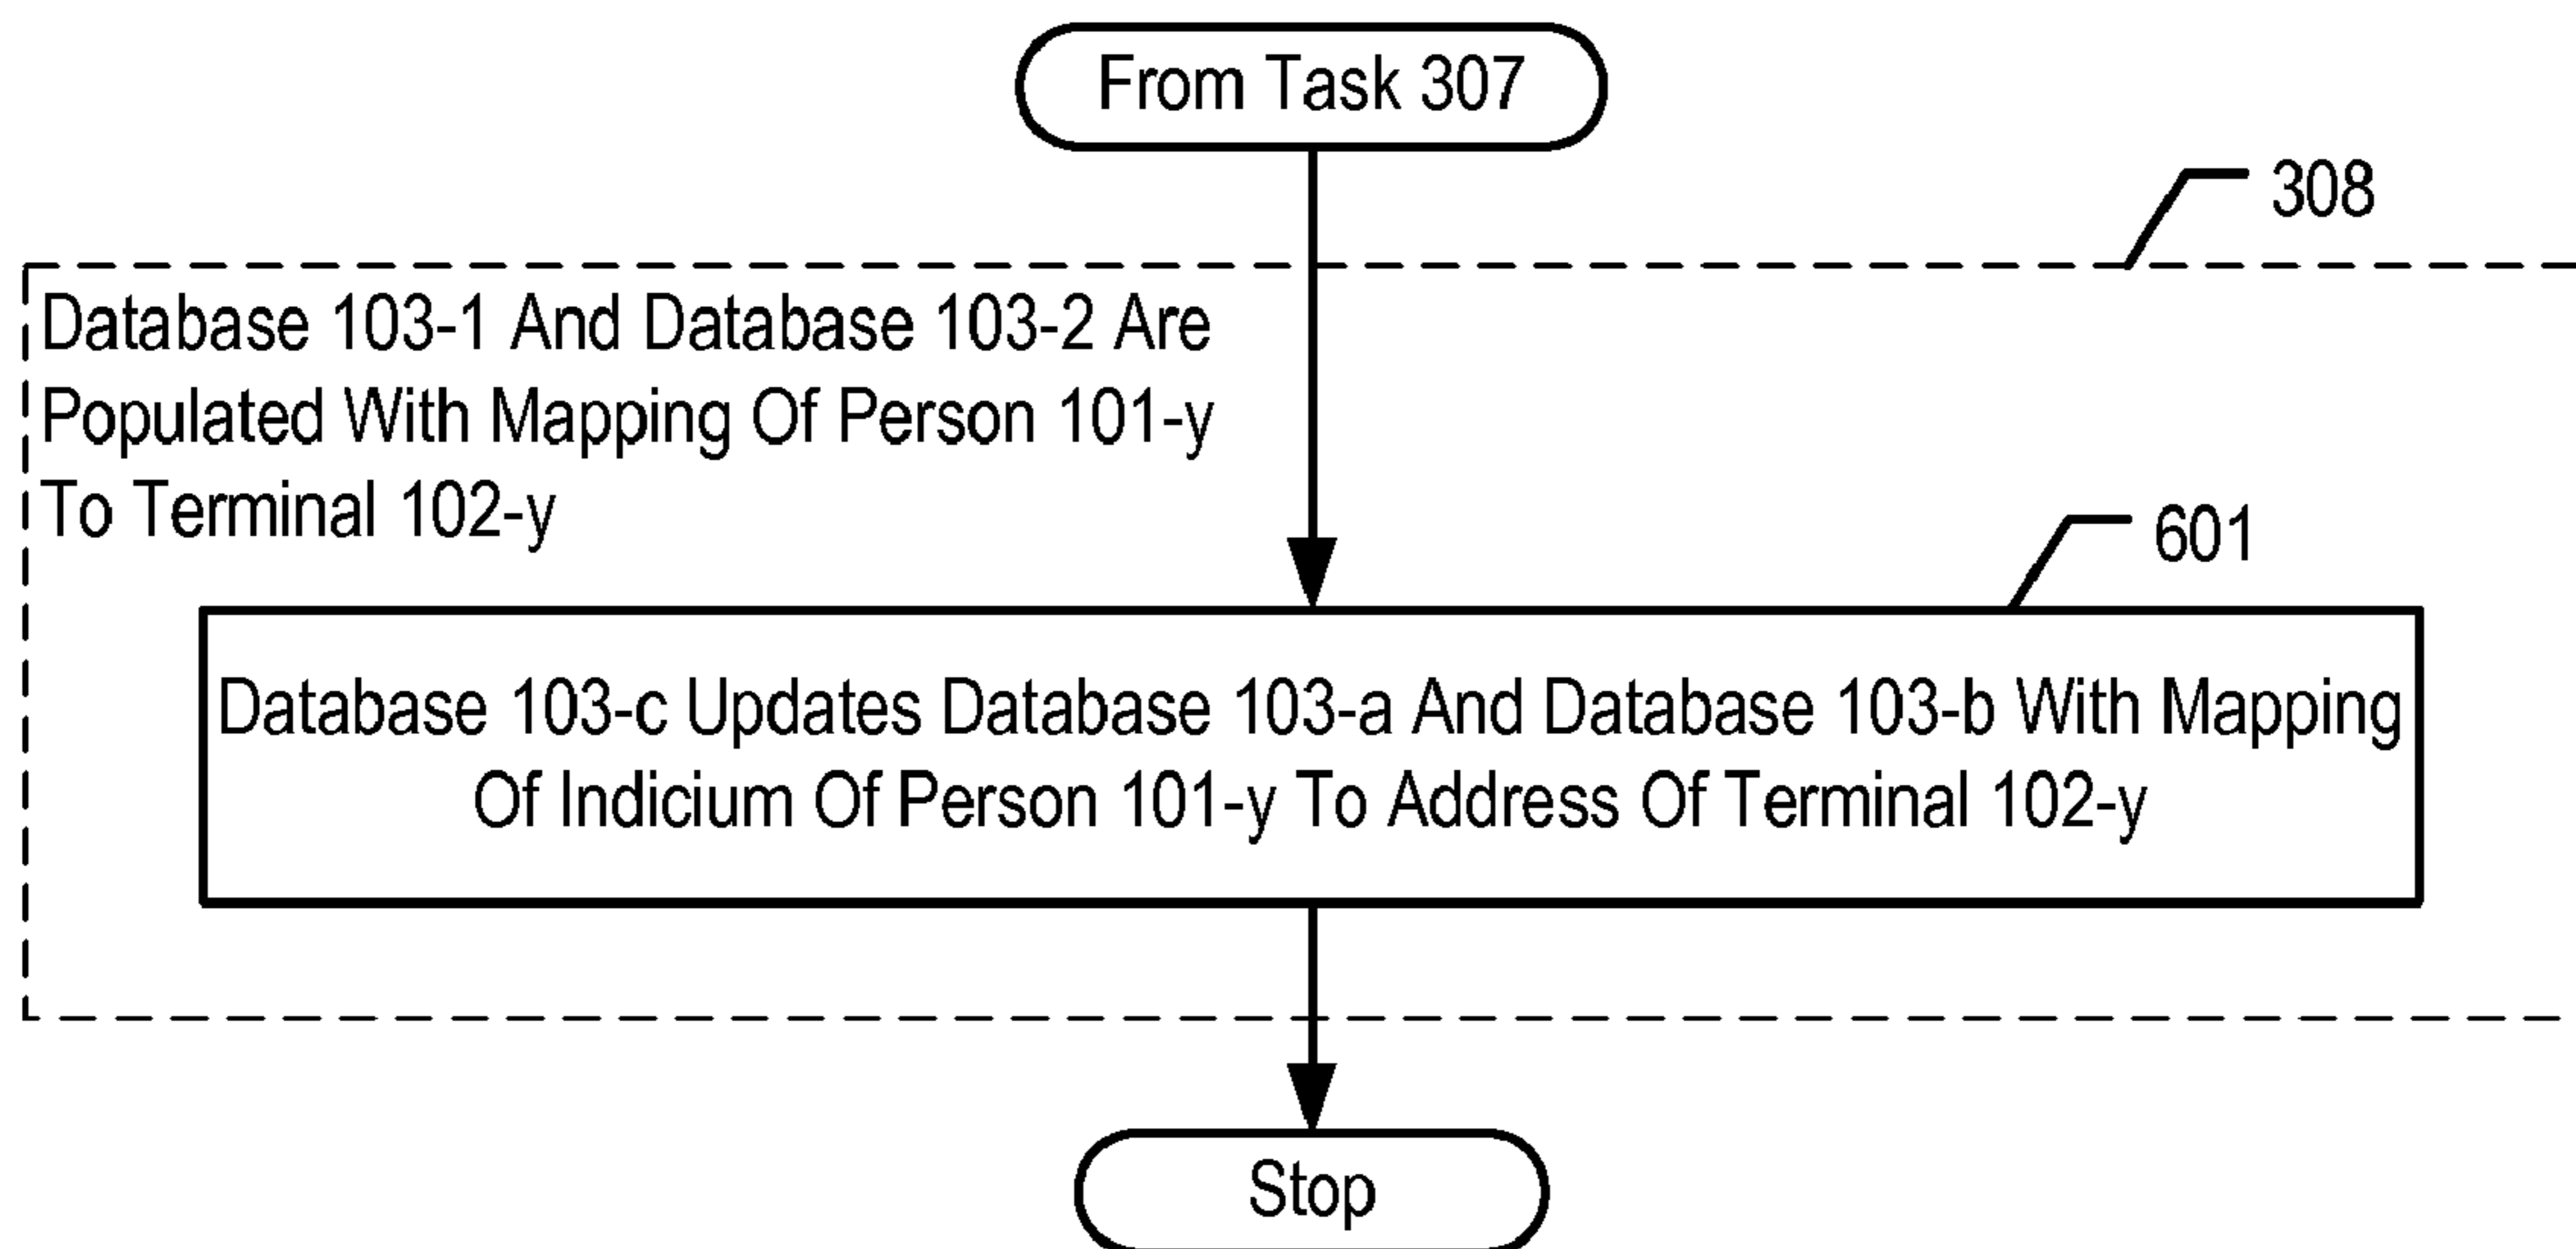 From Task 307
308
Database 103-1 And Database 103-2 Are
Populated With Mapping Of Person 101-y
To Terminal 102-y
601
Database 103-c Updates Database 103-a And Database 103-b With Mapping
Of Indicium Of Person 101-y To Address Of Terminal 102-y
Stop